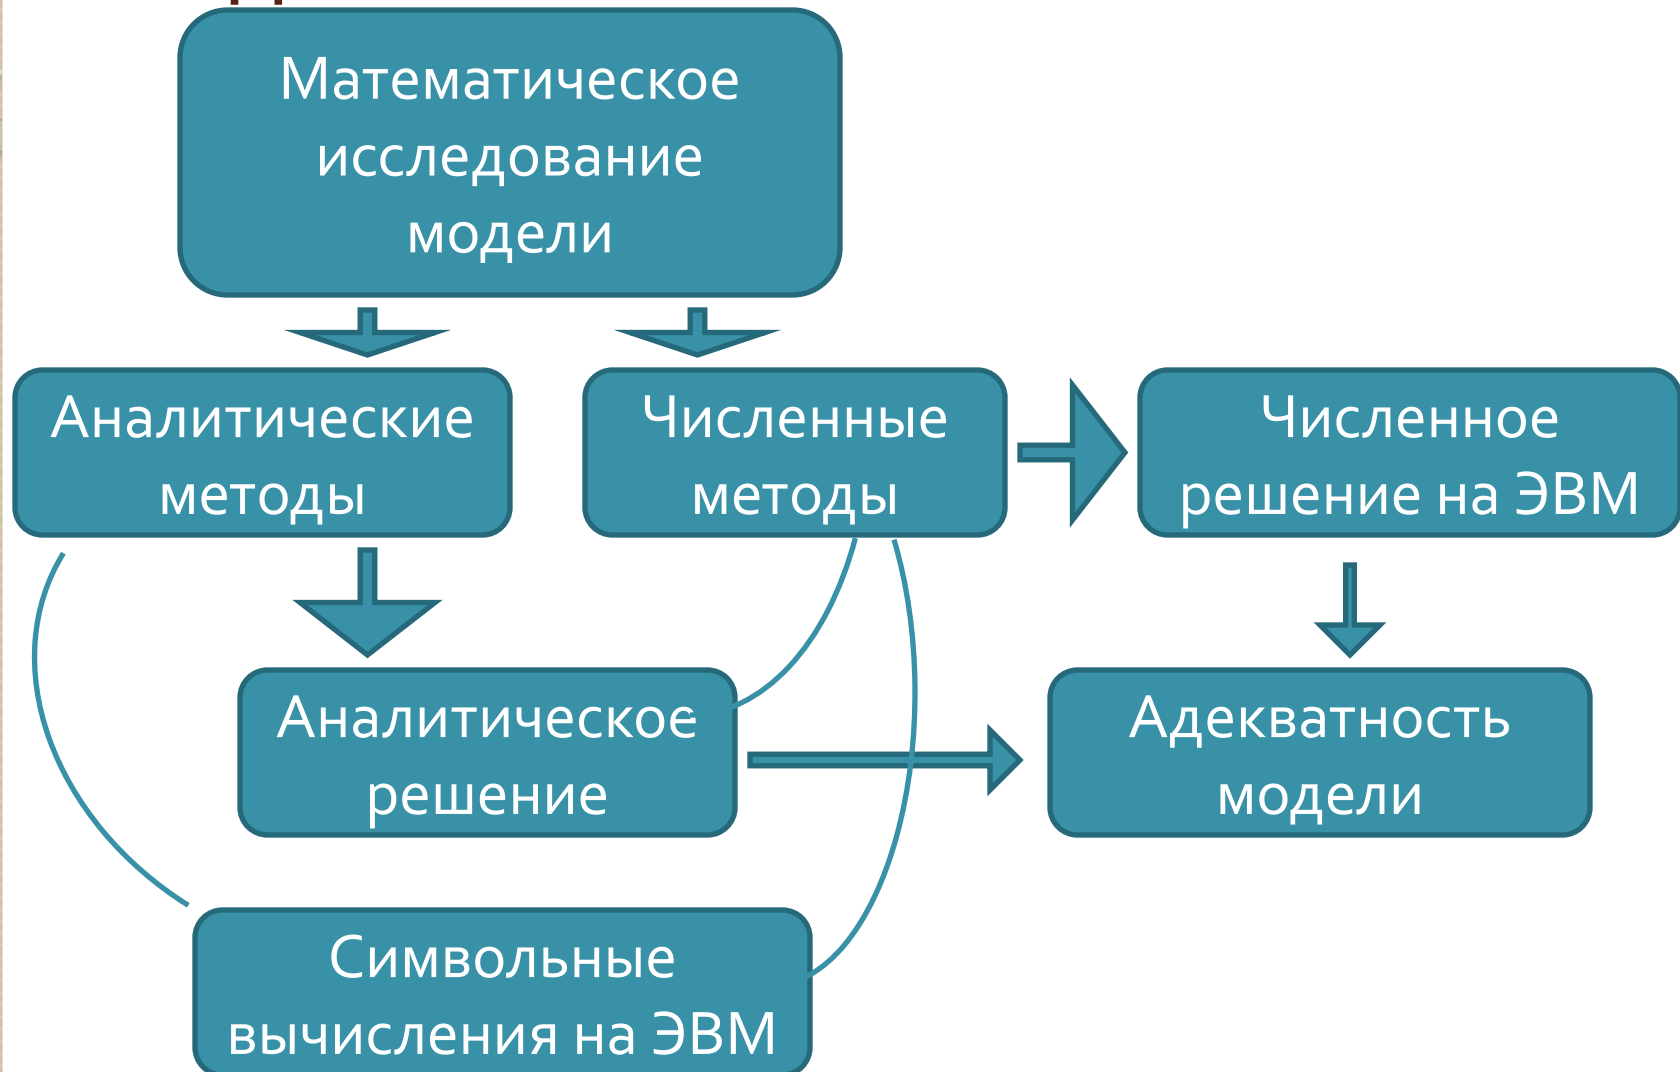 Математическое
исследование
модели
Аналитические
методы
Численные
методы
Численное
решение на ЭВМ
Аналитическое
решение
Адекватность
модели
Символьные
вычисления на ЭВМ